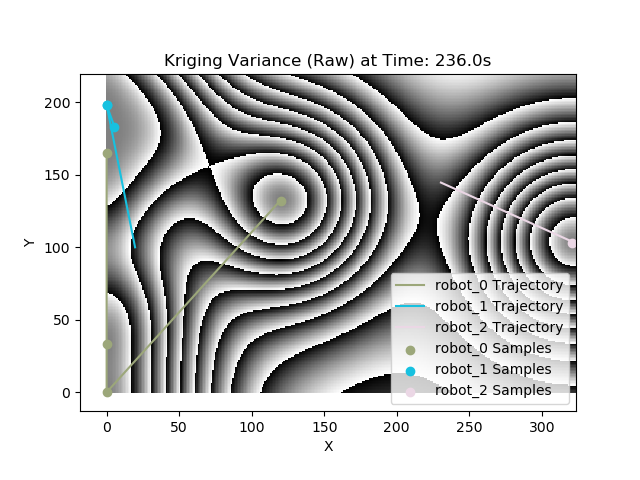 Kriging Variance (Raw) at Time: 236.0s
Y
200
150
100
50
0
0
50
100
150
200
250
300
X
robot_0 Trajectory
robot_1 Trajectory
robot_2 Trajectory
robot_0 Samples
robot_1 Samples
robot_2 Samples